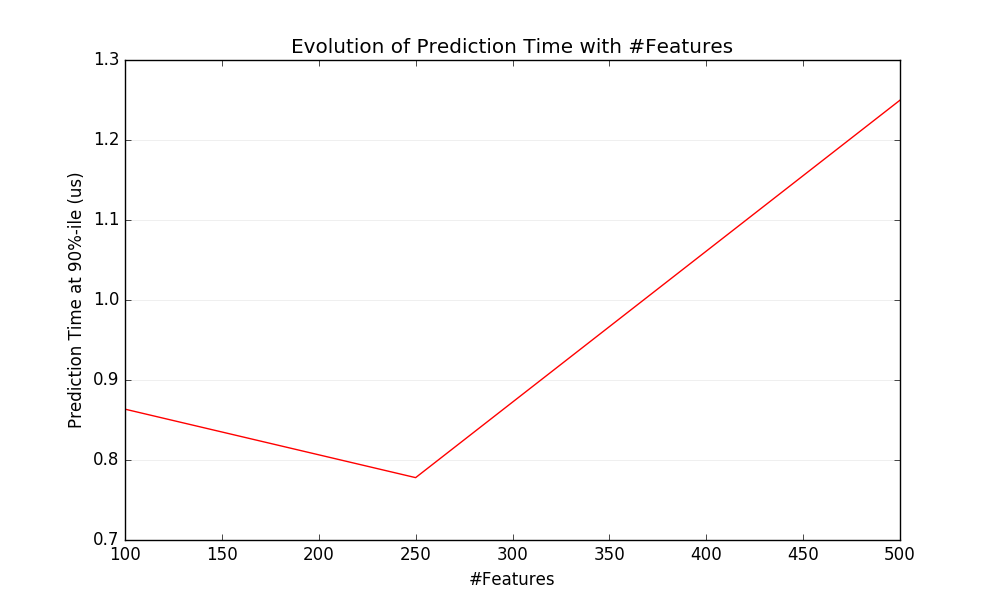 Evolution of Prediction Time with #Features
1.3
1.2
1.1
1.0
0.9
0.8
0.7
Prediction Time at 90%-ile (us)
100 150 200 250 300 350 400 450 500
#Features